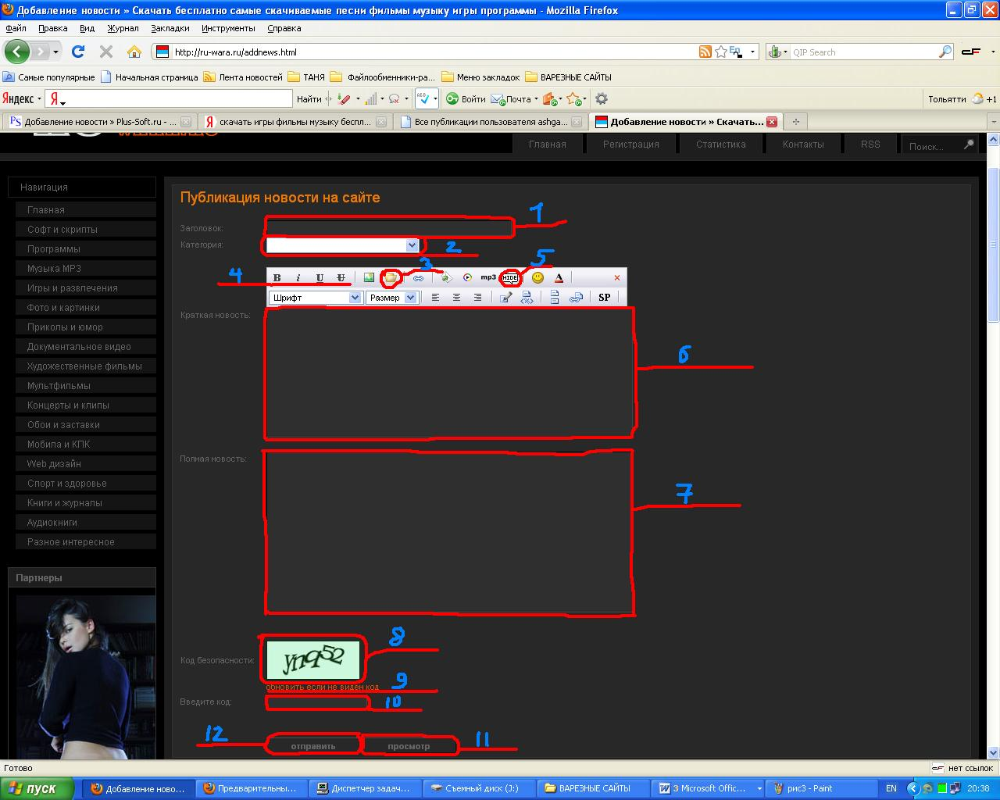 Добавление новости » Скачать бесплатно самые скачиваемые песни фильмы музыку игры программы - Mozilla Firefox
Файл Правка Вид Журнал Закладки Инструменты Справка
http://ru-wara.ru/addnews.html QIP Search
Самые популярные Начальная страница Лента новостей ТАНЯ Файлообменники-ра... Меню закладок ВАРЕЗНЫЕ САЙТЫ
Яндекс Я Найти Войти Почта Тольятти +1
Добавление новости » Plus-Soft.ru - ... скачать игры фильмы музыку беспл... Все публикации пользователя ashga... Добавление новости » Скачать...
Главная Регистрация Статистика Контакты RSS Поиск...
Навигация
Главная
Софт и скрипты
Программы
Музыка MP3
Игры и развлечения
Фото и картинки
Приколы и юмор
Документальное видео
Художественные фильмы
Мультфильмы
Концерты и клипы
Обои и заставки
Мобила и КПК
Web дизайн
Спорт и здоровье
Книги и журналы
Аудиокниги
Разное интересное
Партнеры
Публикация новости на сайте
Заголовок: 1
Категория: 2
4 B i U T 3 mp3 HIDE 5 A
Шрифт Размер SP
Краткая новость: 6
Полная новость: 7
Код безопасности: ynq52 8
обновить если не виден код 9
Введите код: 10
12 отправить просмотр 11
Готово нет ссылок
пуск Добавление ново... Предварительны... Диспетчер задач... Съемный диск (J:) ВАРЕЗНЫЕ САЙТЫ 3 Microsoft Offic... рис3 - Paint EN 20:38